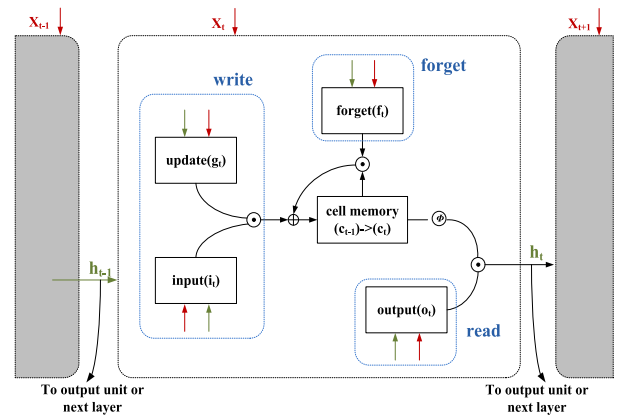 X_{t-1}
X_t
X_{t+1}
forget
write
forget(f_t)
update(g_t)
cell memory
(c_{t-1})->(c_t)
Φ
h_{t-1}
h_t
input(i_t)
output(o_t)
read
To output unit or
next layer
To output unit or
next layer